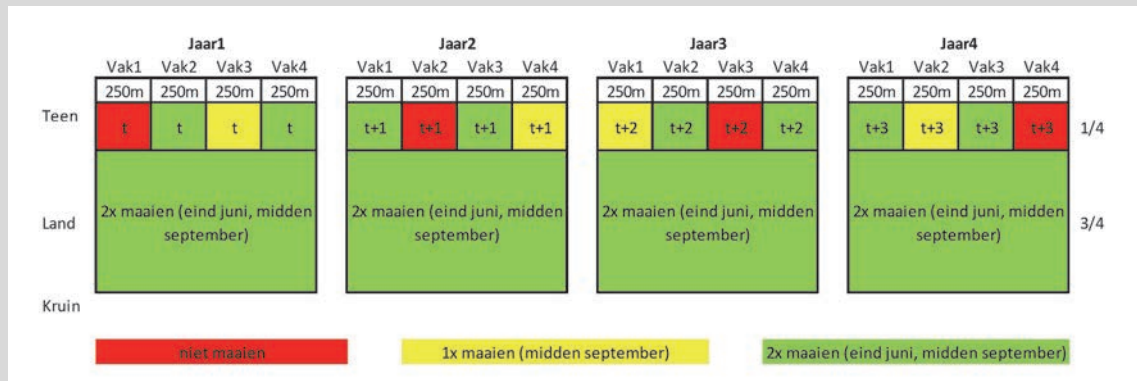 Jaar1 Jaar2 Jaar3 Jaar4
Vak1 Vak2 Vak3 Vak4 Vak1 Vak2 Vak3 Vak4 Vak1 Vak2 Vak3 Vak4 Vak1 Vak2 Vak3 Vak4
250m 250m 250m 250m 250m 250m 250m 250m 250m 250m 250m 250m 250m 250m 250m 250m
Teen t t t t t+1 t+1 t+1 t+1 t+2 t+2 t+2 t+2 t+3 t+3 t+3 t+3 1/4
2x maaien (eind juni, midden 2x maaien (eind juni, midden 2x maaien (eind juni, midden 2x maaien (eind juni, midden
Land september) september) september) september) 3/4
Kruin
niet maaien 1x maaien (midden september) 2x maaien (eind juni, midden september)